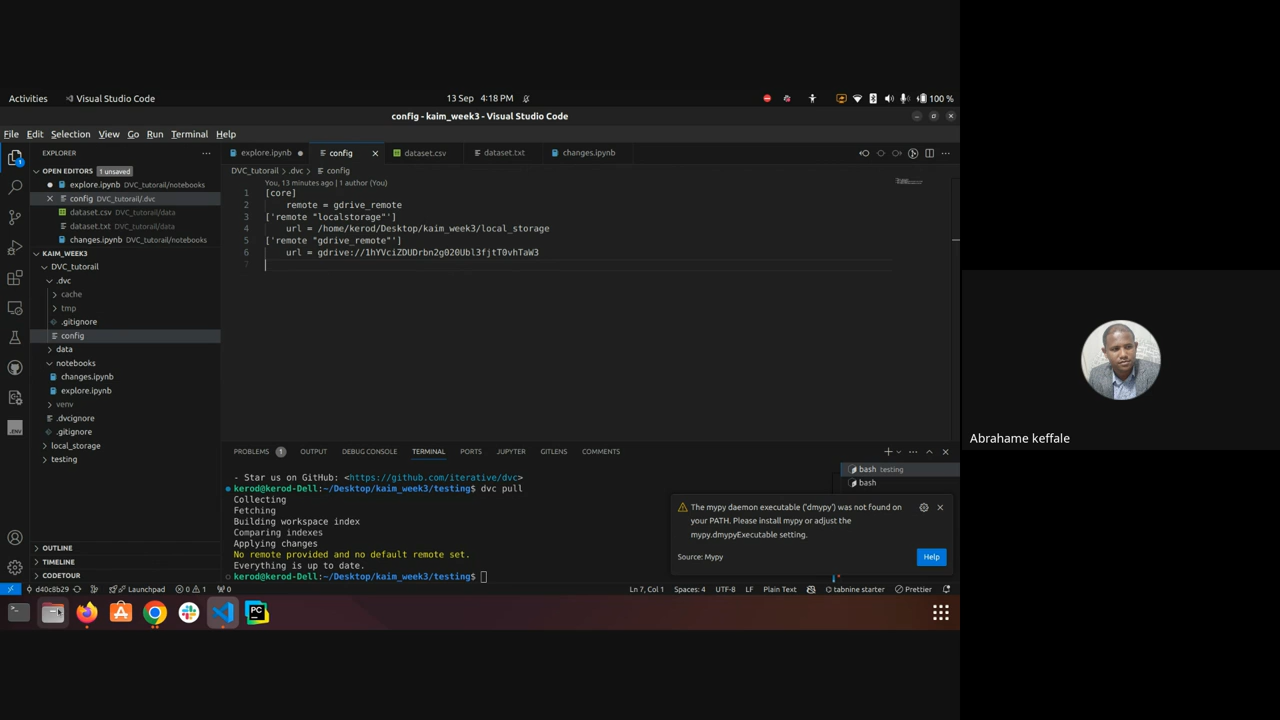 Activities
Visual Studio Code
13 Sep 4:18 PM
100 %
config - kaim_week3 - Visual Studio Code
File Edit Selection View Go Run Terminal Help
EXPLORER
OPEN EDITORS 1 unsaved
explore.ipynb DVC_tutorail/notebooks
config DVC_tutorail/.dvc
dataset.csv DVC_tutorail/data
dataset.txt DVC_tutorail/data
changes.ipynb DVC_tutorail/notebooks
KAIM_WEEK3
DVC_tutorail
.dvc
cache
tmp
.gitignore
config
data
notebooks
changes.ipynb
explore.ipynb
venv
.dvcignore
.gitignore
local_storage
testing
OUTLINE
TIMELINE
CODETOUR
explore.ipynb config dataset.csv dataset.txt changes.ipynb
DVC_tutorail > .dvc > config
You, 13 minutes ago | 1 author (You)
1 [core]
2 remote = gdrive_remote
3 ['remote "localstorage"']
4 url = /home/kerod/Desktop/kaim_week3/local_storage
5 ['remote "gdrive_remote"']
6 url = gdrive://1hYVciZDUDrbn2g020Ubl3fjtT0vhTaW3
7
PROBLEMS 1 OUTPUT DEBUG CONSOLE TERMINAL PORTS JUPYTER GITLENS COMMENTS
- Star us on GitHub: <https://github.com/iterative/dvc>
kerod@kerod-Dell:~/Desktop/kaim_week3/testing$ dvc pull
Collecting
Fetching
Building workspace index
Comparing indexes
Applying changes
No remote provided and no default remote set.
Everything is up to date.
kerod@kerod-Dell:~/Desktop/kaim_week3/testing$
bash testing
bash
The mypy daemon executable ('dmypy') was not found on
your PATH. Please install mypy or adjust the
mypy.dmypyExecutable setting.
Source: Mypy
Help
d40c8b29 Launchpad 0 1 0
Ln 7, Col 1 Spaces: 4 UTF-8 LF Plain Text tabnine starter Prettier
.ENV
PC
Abrahame keffale